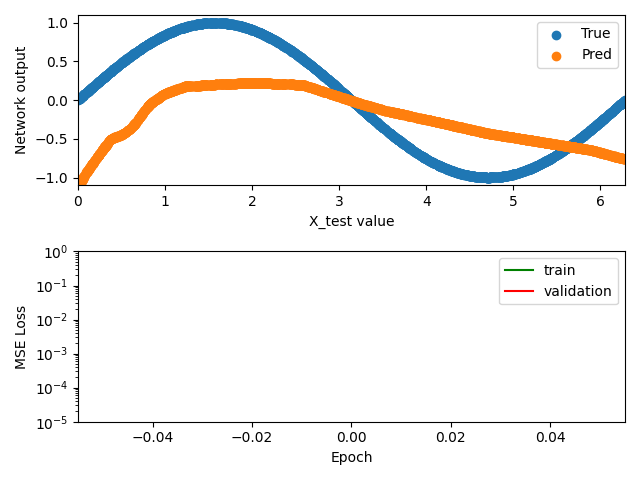 1.0
0.5
0.0
−0.5
−1.0
Network output
True
Pred
0 1 2 3 4 5 6
X_test value
10⁰
10⁻¹
10⁻²
10⁻³
10⁻⁴
10⁻⁵
MSE Loss
train
validation
−0.04 −0.02 0.00 0.02 0.04
Epoch